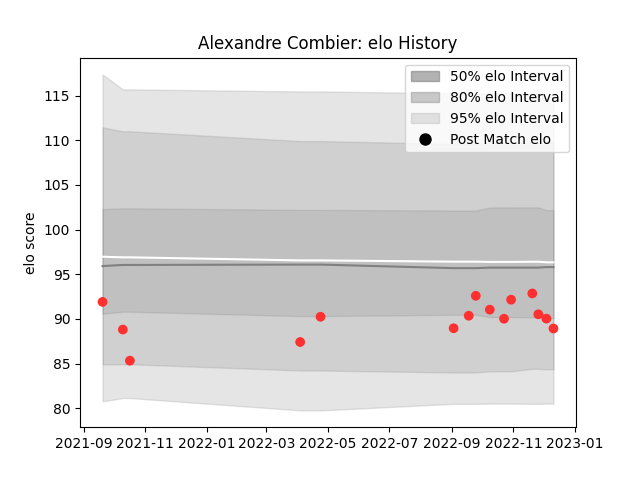 Alexandre Combier: elo History
50% elo Interval
80% elo Interval
95% elo Interval
Post Match elo
elo score
115
110
105
100
95
90
85
80
2021-09 2021-11 2022-01 2022-03 2022-05 2022-07 2022-09 2022-11 2023-01